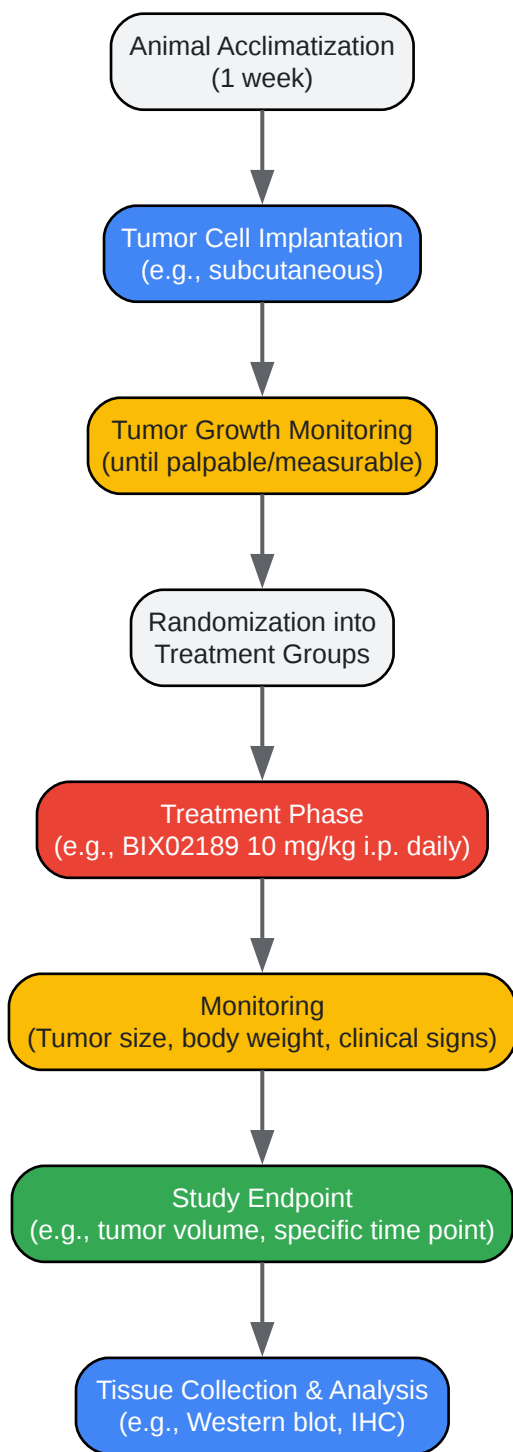 Animal Acclimatization
(1 week)
Tumor Cell Implantation
(e.g., subcutaneous)
Tumor Growth Monitoring
(until palpable/measurable)
Randomization into
Treatment Groups
Treatment Phase
(e.g., BIX02189 10 mg/kg i.p. daily)
Monitoring
(Tumor size, body weight, clinical signs)
Study Endpoint
(e.g., tumor volume, specific time point)
Tissue Collection & Analysis
(e.g., Western blot, IHC)